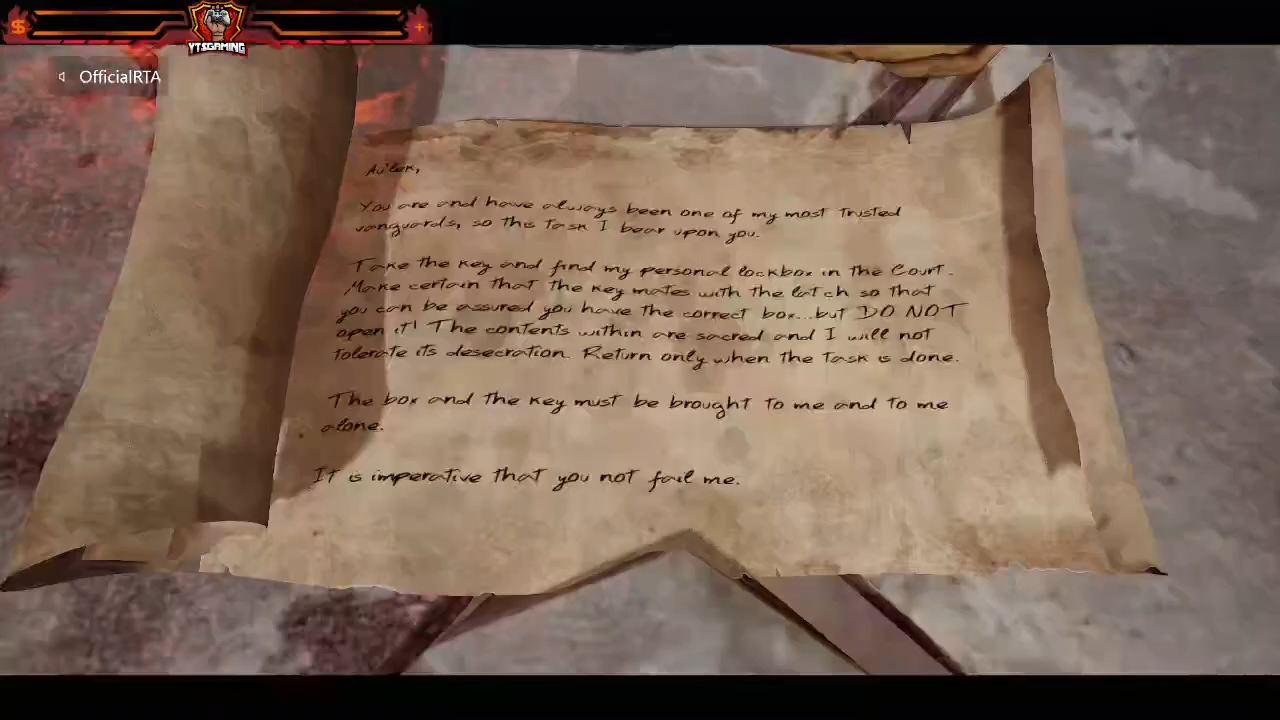 YTSGAMING
OfficialRTA
Ai'lek,
You are and have always been one of my most trusted
vanguards, so this task I bear upon you.
Take the key and find my personal lockbox in the Court.
Make certain that the key mates with the latch so that
you can be assured you have the correct box...but DO NOT
open it! The contents within are sacred and I will not
tolerate its desecration. Return only when the task is done.
The box and the key must be brought to me and to me
alone.
It is imperative that you not fail me.